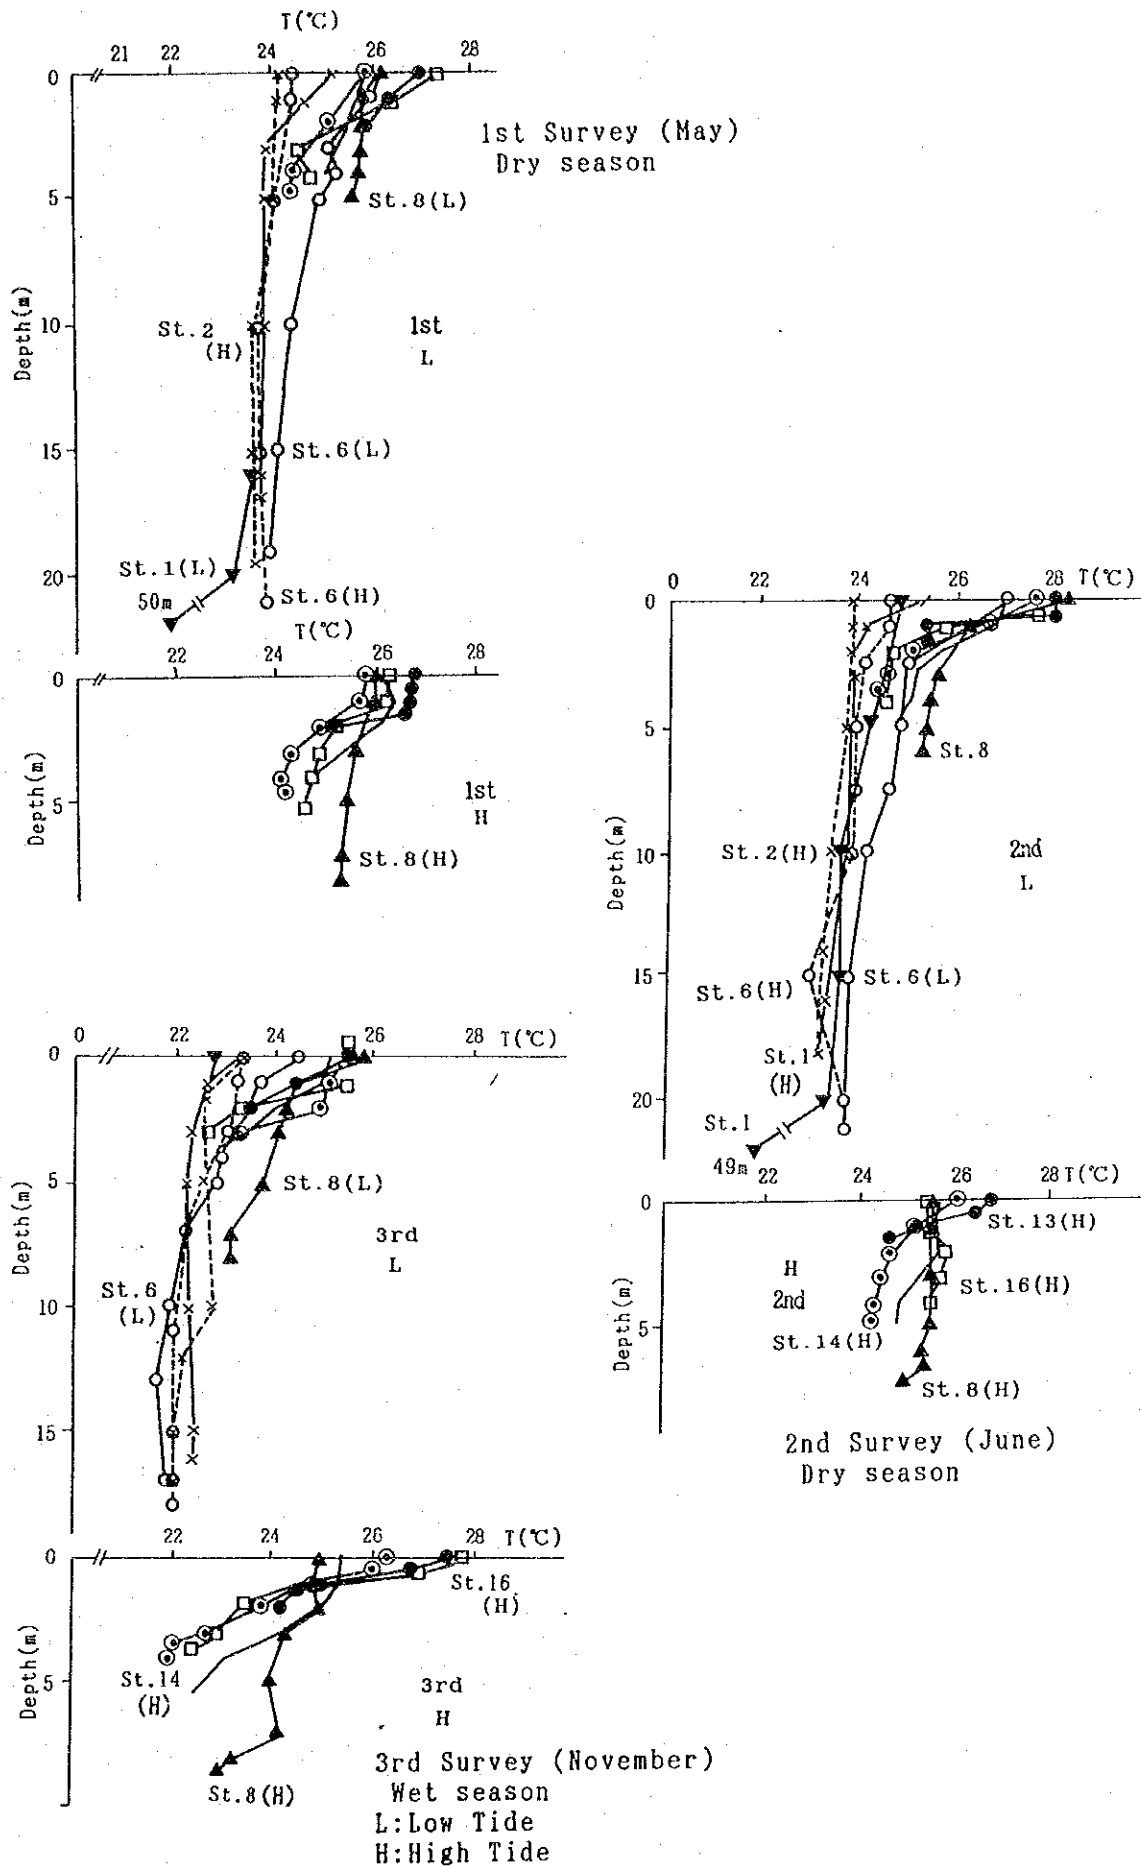 T(℃)
21 22 24 26 28
0
5
10
15
20
Depth(m)
1st Survey (May)
Dry season
St.8(L)
St.2
(H)
1st
L
St.6(L)
St.1(L)
50m
St.6(H)
T(℃)
22 24 26 28
0
5
Depth(m)
1st
H
St.8(H)
0 22 24 26 28 T(℃)
0
5
10
15
20
Depth(m)
St.8
St.2(H)
2nd
L
St.6(H)
St.6(L)
St.1
(H)
St.1
49m
0 22 24 26 28 T(℃)
0
5
10
15
Depth(m)
St.8(L)
3rd
L
St.6
(L)
22 24 26 28 T(℃)
0
5
Depth(m)
St.13(H)
H
2nd
St.16(H)
St.14(H)
St.8(H)
2nd Survey (June)
Dry season
22 24 26 28 T(℃)
0
5
Depth(m)
St.16
(H)
St.14
(H)
3rd
H
St.8(H)
3rd Survey (November)
Wet season
L:Low Tide
H:High Tide